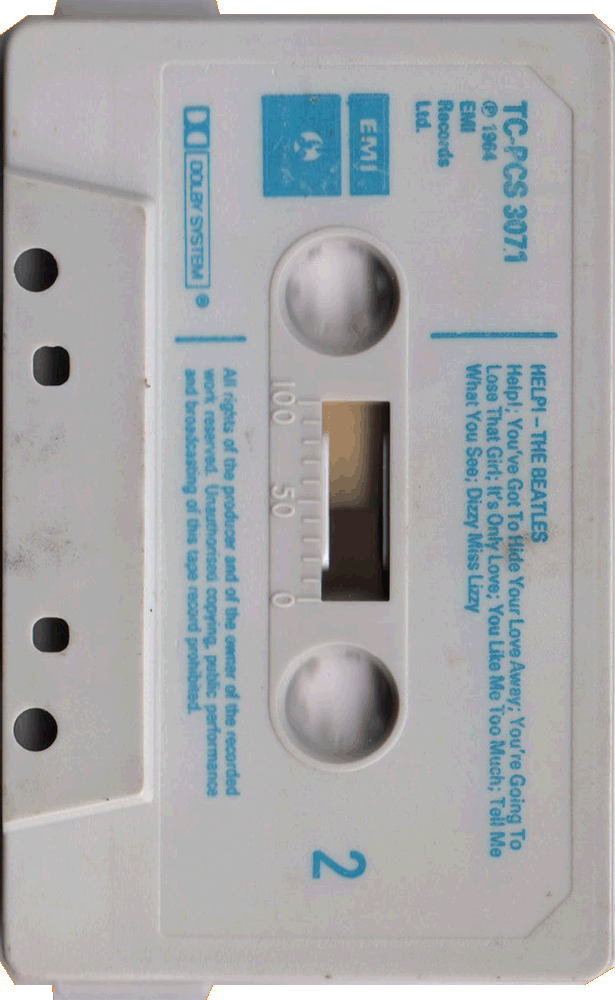 TC-PCS 3071
℗ 1964
EMI
Records
Ltd.
HELP! – THE BEATLES
Help!; You've Got To Hide Your Love Away; You're Going To
Lose That Girl; It's Only Love; You Like Me Too Much; Tell Me
What You See; Dizzy Miss Lizzy
EMI
100 50 0
2
DOLBY SYSTEM ®
All rights of the producer and of the owner of the recorded
work reserved. Unauthorised copying, public performance
and broadcasting of this tape record prohibited.